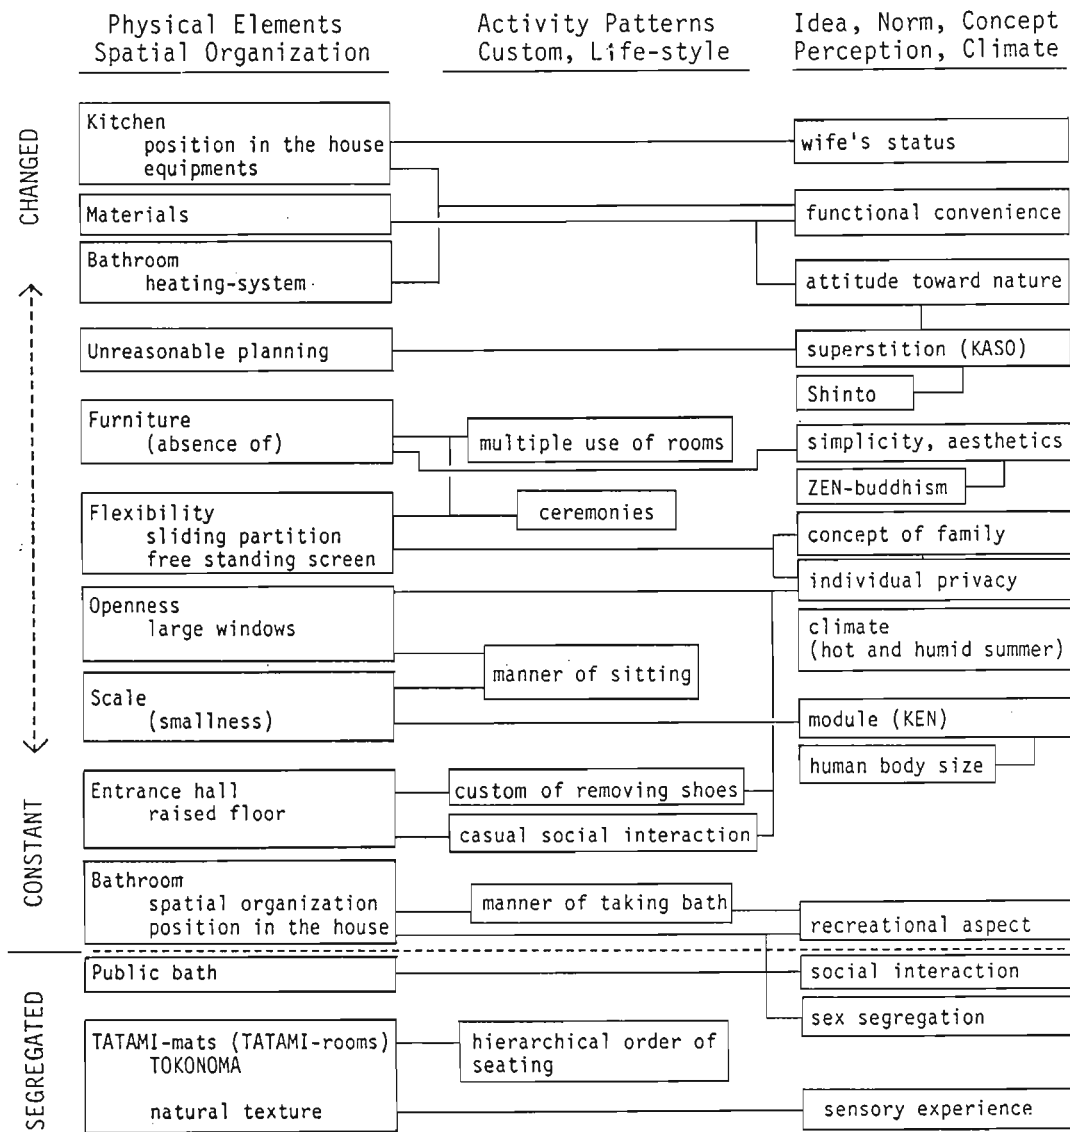 Physical Elements
Spatial Organization
Activity Patterns
Custom, Life-style
Idea, Norm, Concept
Perception, Climate
CHANGED
CONSTANT
SEGREGATED
Kitchen
position in the house
equipments
Materials
Bathroom
heating-system
Unreasonable planning
Furniture
(absence of)
Flexibility
sliding partition
free standing screen
Openness
large windows
Scale
(smallness)
Entrance hall
raised floor
Bathroom
spatial organization
position in the house
Public bath
TATAMI-mats (TATAMI-rooms)
TOKONOMA
natural texture
multiple use of rooms
ceremonies
manner of sitting
custom of removing shoes
casual social interaction
manner of taking bath
hierarchical order of
seating
wife's status
functional convenience
attitude toward nature
superstition (KASO)
Shinto
simplicity, aesthetics
ZEN-buddhism
concept of family
individual privacy
climate
(hot and humid summer)
module (KEN)
human body size
recreational aspect
social interaction
sex segregation
sensory experience